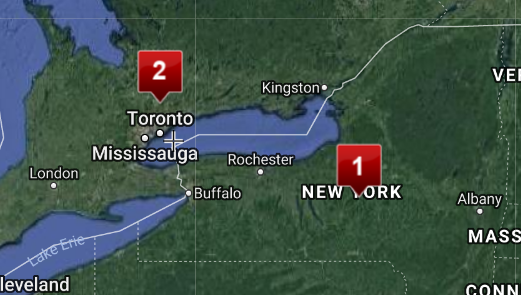 2
Kingston
VE
Toronto
Mississauga
1
Rochester
London
NEW YORK
Buffalo
Albany
MASS
Lake Erie
leveland
CONN